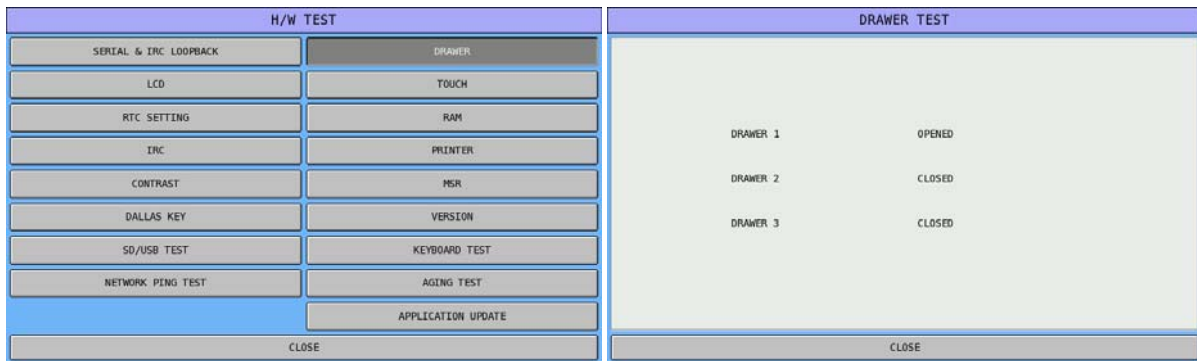 H/W TEST
SERIAL & IRC LOOPBACK
DRAWER
LCD
TOUCH
RTC SETTING
RAM
IRC
PRINTER
CONTRAST
MSR
DALLAS KEY
VERSION
SD/USB TEST
KEYBOARD TEST
NETWORK PING TEST
AGING TEST
APPLICATION UPDATE
CLOSE
DRAWER TEST
DRAWER 1 OPENED
DRAWER 2 CLOSED
DRAWER 3 CLOSED
CLOSE